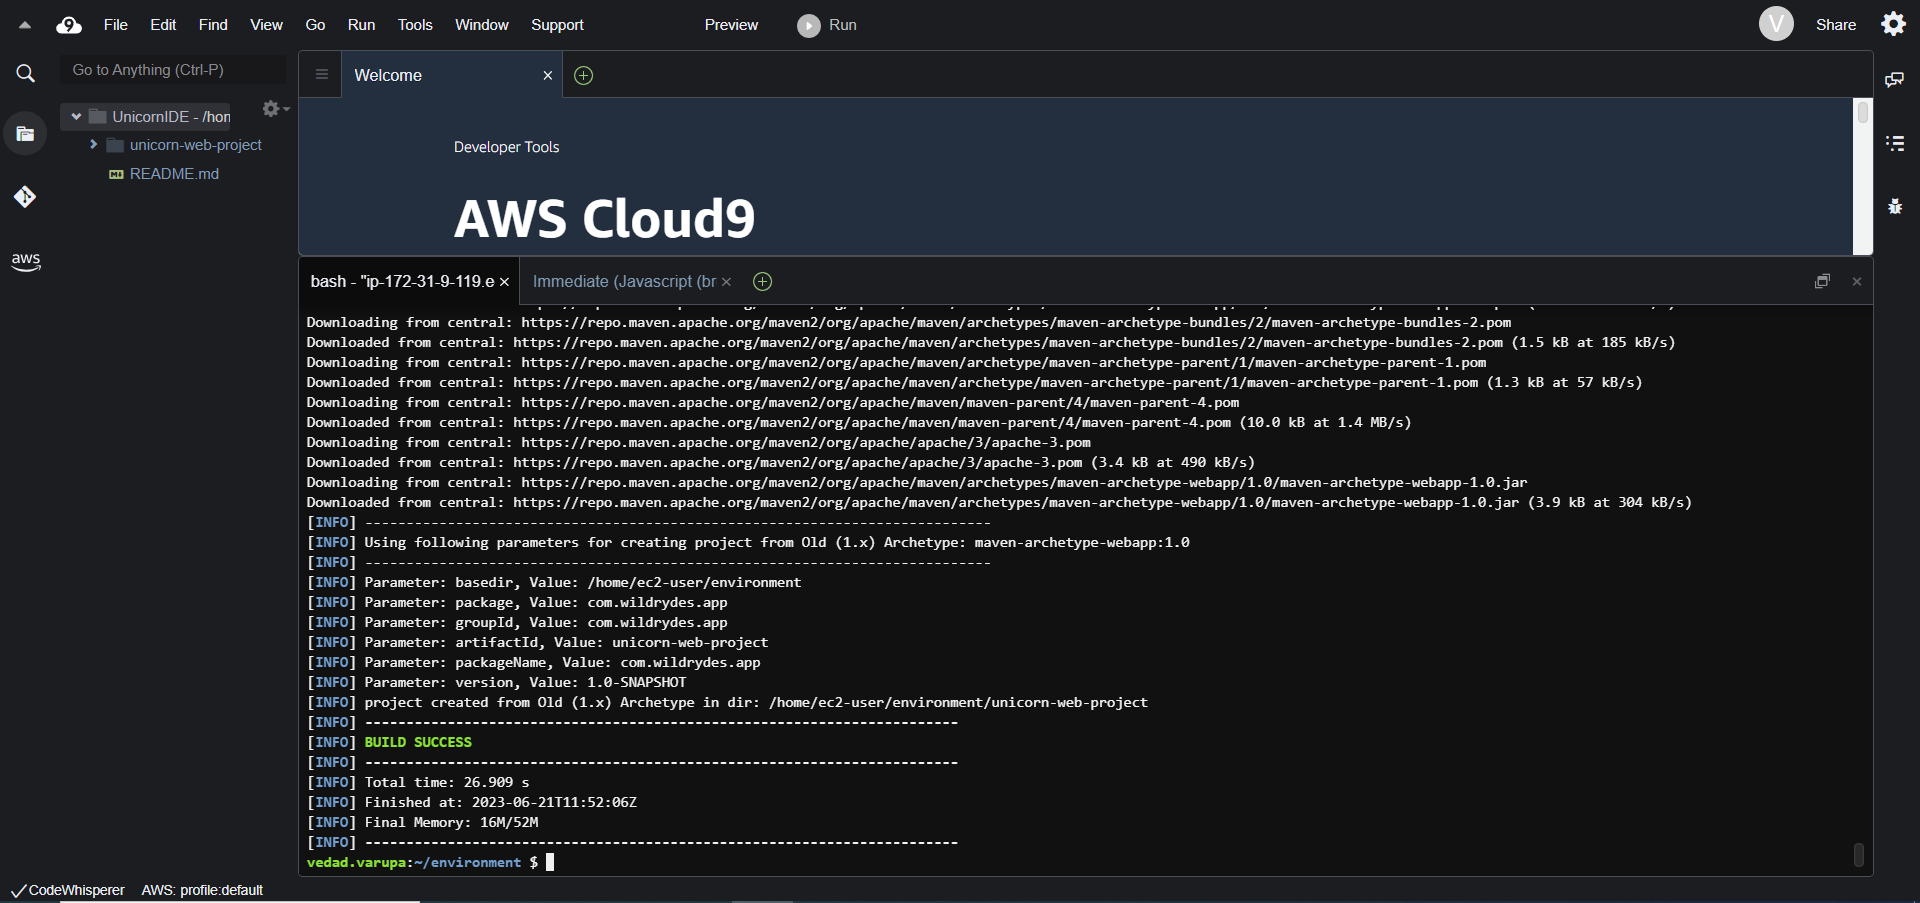 File Edit Find View Go Run Tools Window Support Preview Run V Share
Go to Anything (Ctrl-P)
UnicornIDE - /hon
unicorn-web-project
README.md
aws
Welcome
Developer Tools
AWS Cloud9
bash - "ip-172-31-9-119.e Immediate (Javascript (br
Downloading from central: https://repo.maven.apache.org/maven2/org/apache/maven/archetypes/maven-archetype-bundles/2/maven-archetype-bundles-2.pom
Downloaded from central: https://repo.maven.apache.org/maven2/org/apache/maven/archetypes/maven-archetype-bundles/2/maven-archetype-bundles-2.pom (1.5 kB at 185 kB/s)
Downloading from central: https://repo.maven.apache.org/maven2/org/apache/maven/archetype/maven-archetype-parent/1/maven-archetype-parent-1.pom
Downloaded from central: https://repo.maven.apache.org/maven2/org/apache/maven/archetype/maven-archetype-parent/1/maven-archetype-parent-1.pom (1.3 kB at 57 kB/s)
Downloading from central: https://repo.maven.apache.org/maven2/org/apache/maven/maven-parent/4/maven-parent-4.pom
Downloaded from central: https://repo.maven.apache.org/maven2/org/apache/maven/maven-parent/4/maven-parent-4.pom (10.0 kB at 1.4 MB/s)
Downloading from central: https://repo.maven.apache.org/maven2/org/apache/apache/3/apache-3.pom
Downloaded from central: https://repo.maven.apache.org/maven2/org/apache/apache/3/apache-3.pom (3.4 kB at 490 kB/s)
Downloading from central: https://repo.maven.apache.org/maven2/org/apache/maven/archetypes/maven-archetype-webapp/1.0/maven-archetype-webapp-1.0.jar
Downloaded from central: https://repo.maven.apache.org/maven2/org/apache/maven/archetypes/maven-archetype-webapp/1.0/maven-archetype-webapp-1.0.jar (3.9 kB at 304 kB/s)
[INFO] ----------------------------------------------------------------------------
[INFO] Using following parameters for creating project from Old (1.x) Archetype: maven-archetype-webapp:1.0
[INFO] ----------------------------------------------------------------------------
[INFO] Parameter: basedir, Value: /home/ec2-user/environment
[INFO] Parameter: package, Value: com.wildrydes.app
[INFO] Parameter: groupId, Value: com.wildrydes.app
[INFO] Parameter: artifactId, Value: unicorn-web-project
[INFO] Parameter: packageName, Value: com.wildrydes.app
[INFO] Parameter: version, Value: 1.0-SNAPSHOT
[INFO] project created from Old (1.x) Archetype in dir: /home/ec2-user/environment/unicorn-web-project
[INFO] ------------------------------------------------------------------------
[INFO] BUILD SUCCESS
[INFO] ------------------------------------------------------------------------
[INFO] Total time: 26.909 s
[INFO] Finished at: 2023-06-21T11:52:06Z
[INFO] Final Memory: 16M/52M
[INFO] ------------------------------------------------------------------------
vedad.varupa:~/environment $
CodeWhisperer AWS: profile:default